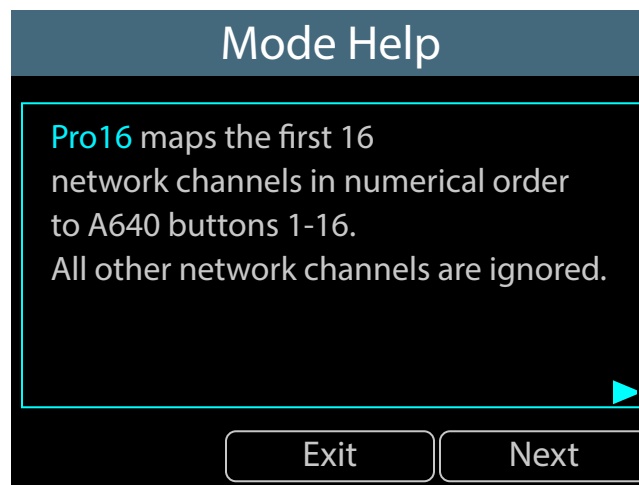 Mode Help
Pro16 maps the first 16
network channels in numerical order
to A640 buttons 1-16.
All other network channels are ignored.
Exit
Next